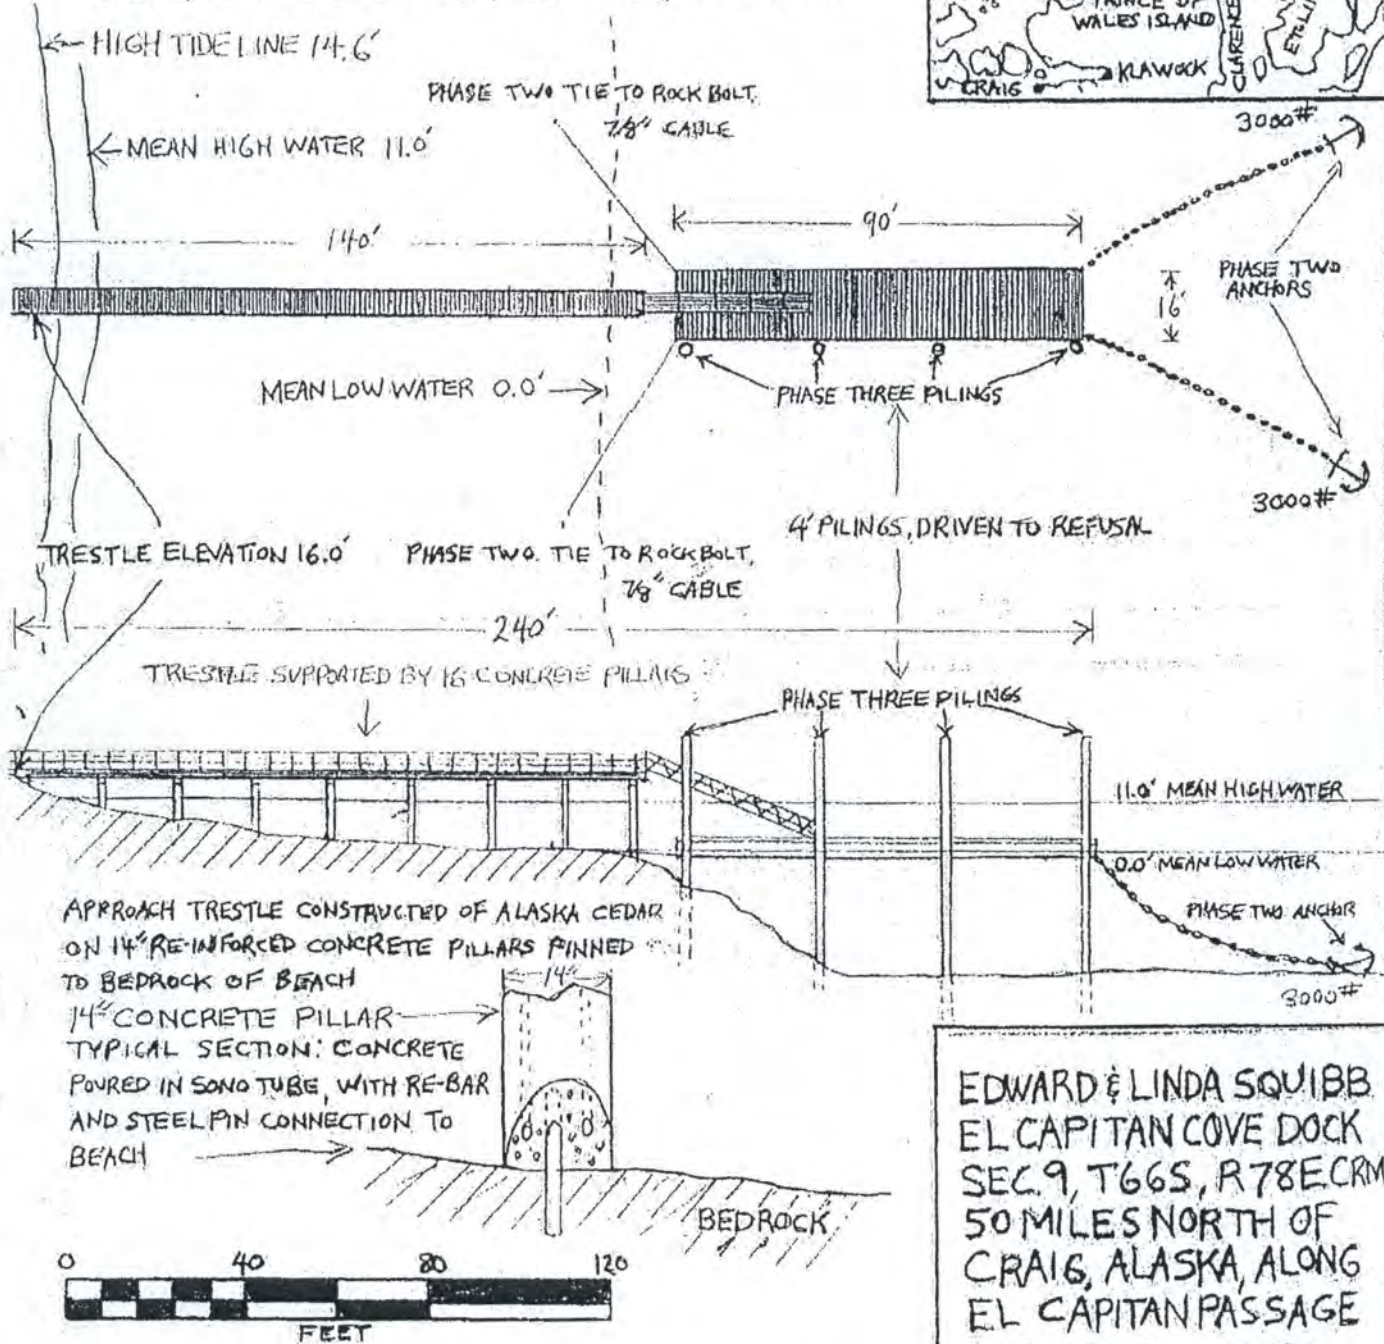 PRINCE OF
WALES ISLAND
CLARENCE
KLAWOCK
CRAIG
HIGH TIDE LINE 14.6'
MEAN HIGH WATER 11.0'
PHASE TWO TIE TO ROCK BOLT,
7/8" CABLE
3000#
140'
90'
16'
PHASE TWO
ANCHORS
MEAN LOW WATER 0.0'
PHASE THREE PILINGS
3000#
4' PILINGS, DRIVEN TO REFUSAL
TRESTLE ELEVATION 16.0'
PHASE TWO. TIE TO ROCK BOLT,
7/8" CABLE
240'
TRESTLE SUPPORTED BY 16 CONCRETE PILLARS
PHASE THREE PILINGS
11.0' MEAN HIGH WATER
0.0' MEAN LOW WATER
PHASE TWO ANCHOR
3000#
APPROACH TRESTLE CONSTRUCTED OF ALASKA CEDAR
ON 14" RE-INFORCED CONCRETE PILLARS PINNED
TO BEDROCK OF BEACH
14"
14" CONCRETE PILLAR
TYPICAL SECTION: CONCRETE
POURED IN SONO TUBE, WITH RE-BAR
AND STEEL PIN CONNECTION TO
BEACH
BEDROCK
0 40 80 120
FEET
EDWARD & LINDA SQUIBB
EL CAPITAN COVE DOCK
SEC. 9, T66S, R78E CRM
50 MILES NORTH OF
CRAIG, ALASKA, ALONG
EL CAPITAN PASSAGE